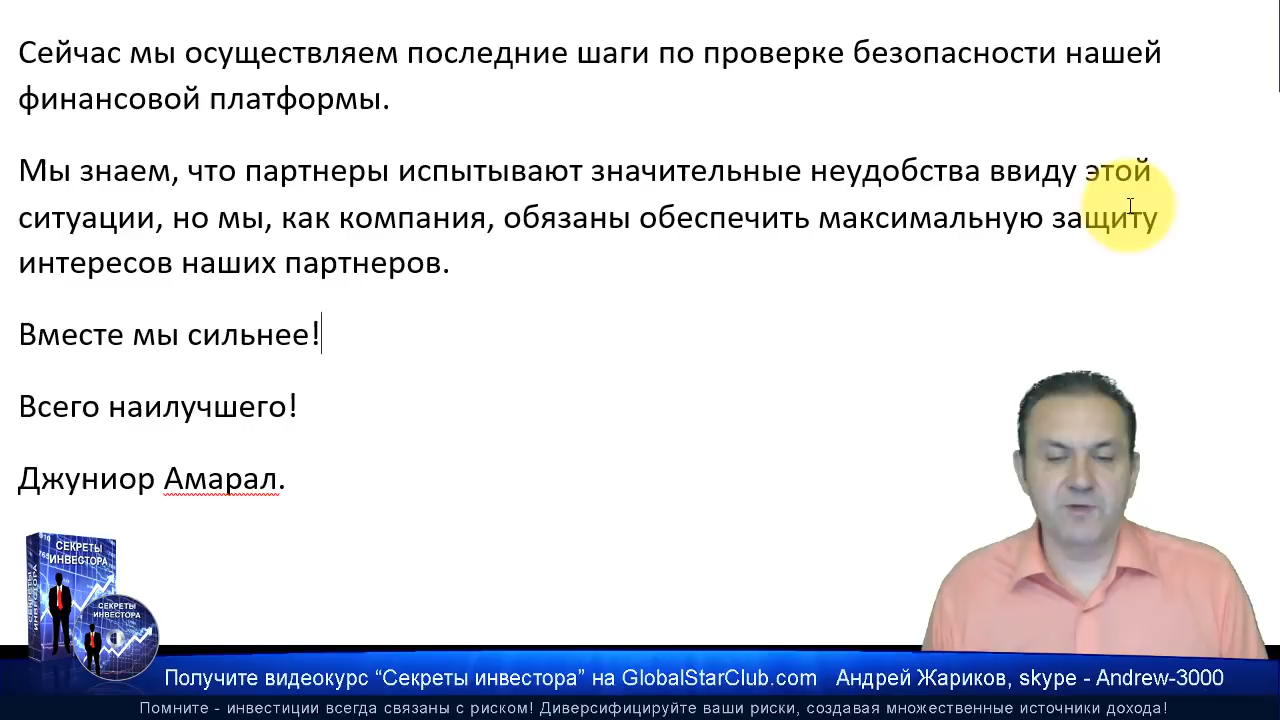 Сейчас мы осуществляем последние шаги по проверке безопасности нашей
финансовой платформы.
Мы знаем, что партнеры испытывают значительные неудобства ввиду этой
ситуации, но мы, как компания, обязаны обеспечить максимальную защиту
интересов наших партнеров.
Вместе мы сильнее!
Всего наилучшего!
Джуниор Амарал.
СЕКРЕТЫ
ИНВЕСТОРА
СЕКРЕТЫ
ИНВЕСТОРА
Получите видеокурс “Секреты инвестора” на GlobalStarClub.com Андрей Жариков, skype - Andrew-3000
Помните - инвестиции всегда связаны с риском! Диверсифицируйте ваши риски, создавая множественные источники дохода!